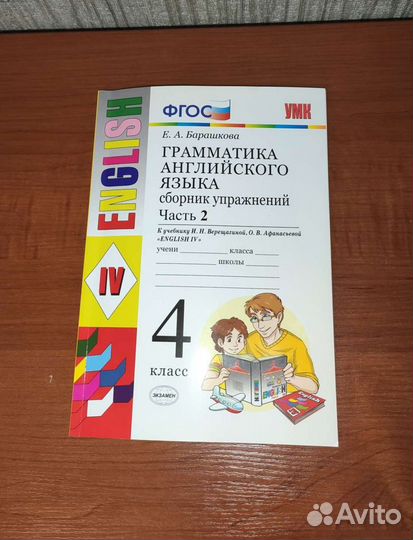 ФГОС
УМК
Е. А. Барашкова
ГРАММАТИКА
АНГЛИЙСКОГО
ЯЗЫКА
сборник упражнений
Часть 2
К учебнику И. Н. Верещагиной, О. В. Афанасьевой
«ENGLISH IV»
учени класса
школы
ENGLISH
IV
4
класс
ENGLISH
English
ЭКЗАМЕН
Avito